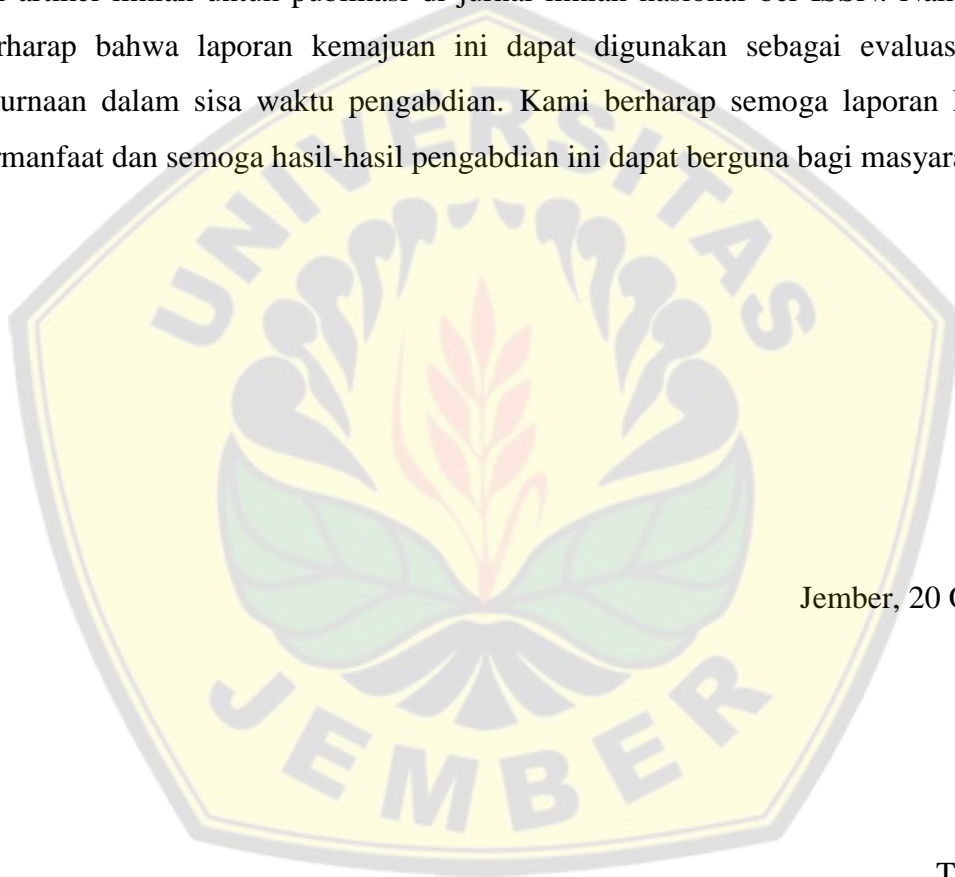 artikel ilmiah untuk publikasi di jurnal ilmiah nasional ber-ISSN.
rharap bahwa laporan kemajuan ini dapat digunakan sebagai evaluas
urnaan dalam sisa waktu pengabdian. Kami berharap semoga laporan
rmanfaat dan semoga hasil-hasil pengabdian ini dapat berguna bagi masyara
UNIVERSITAS
Jember, 20
JEMBER
T